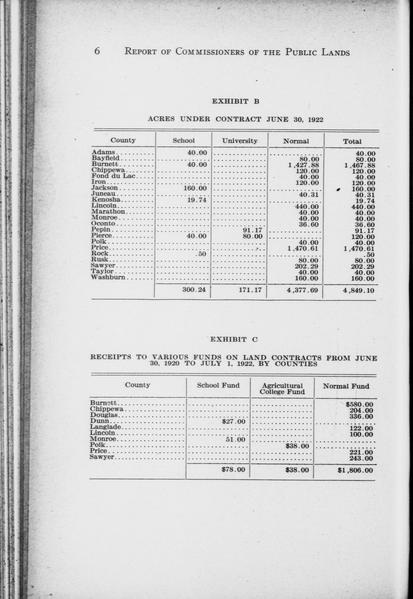 6 REPORT OF COMMISSIONERS OF THE PUBLIC LANDS
EXHIBIT B
ACRES UNDER CONTRACT JUNE 30, 1922
County School University Normal Total
Adams 40.00 40.00
Bayfield 80.00 80.00
Burnett 40.00 1,427.88 1,467.88
Chippewa 120.00 120.00
Fond du Lac 40.00 40.00
Iron 120.00 120.00
Jackson 160.00 160.00
Juneau 40.31 40.31
Kenosha 19.74 19.74
Lincoln 440.00 440.00
Marathon 40.00 40.00
Monroe 40.00 40.00
Oconto 36.60 36.60
Pepin 91.17 91.17
Pierce 40.00 80.00 120.00
Polk 40.00 40.00
Price 1,470.61 1,470.61
Rock .50 .50
Rusk 80.00 80.00
Sawyer 202.29 202.29
Taylor 40.00 40.00
Washburn 160.00 160.00
300.24 171.17 4,377.69 4,849.10
EXHIBIT C
RECEIPTS TO VARIOUS FUNDS ON LAND CONTRACTS FROM JUNE
30, 1920 TO JULY 1, 1922, BY COUNTIES
County School Fund Agricultural College Fund Normal Fund
Burnett $580.00
Chippewa 204.00
Douglas 336.00
Dunn $27.00
Langlade 122.00
Lincoln 100.00
Monroe 51.00
Polk $38.00
Price 221.00
Sawyer 243.00
$78.00 $38.00 $1,806.00